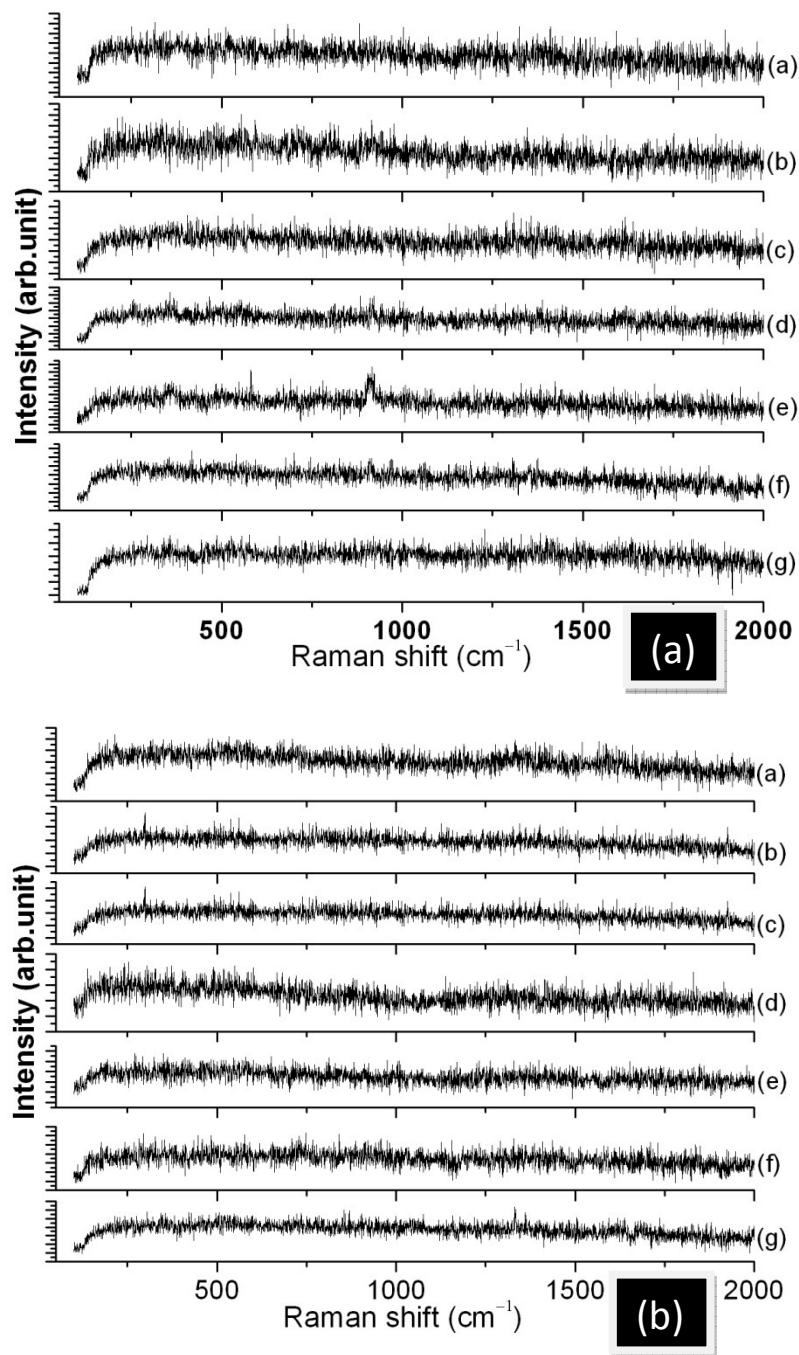 (a)
(b)
(c)
(d)
(e)
(f)
(g)
Intensity (arb.unit)
500 1000 1500 2000
Raman shift (cm⁻¹)
(a)
(a)
(b)
(c)
(d)
(e)
(f)
(g)
Intensity (arb.unit)
500 1000 1500 2000
Raman shift (cm⁻¹)
(b)